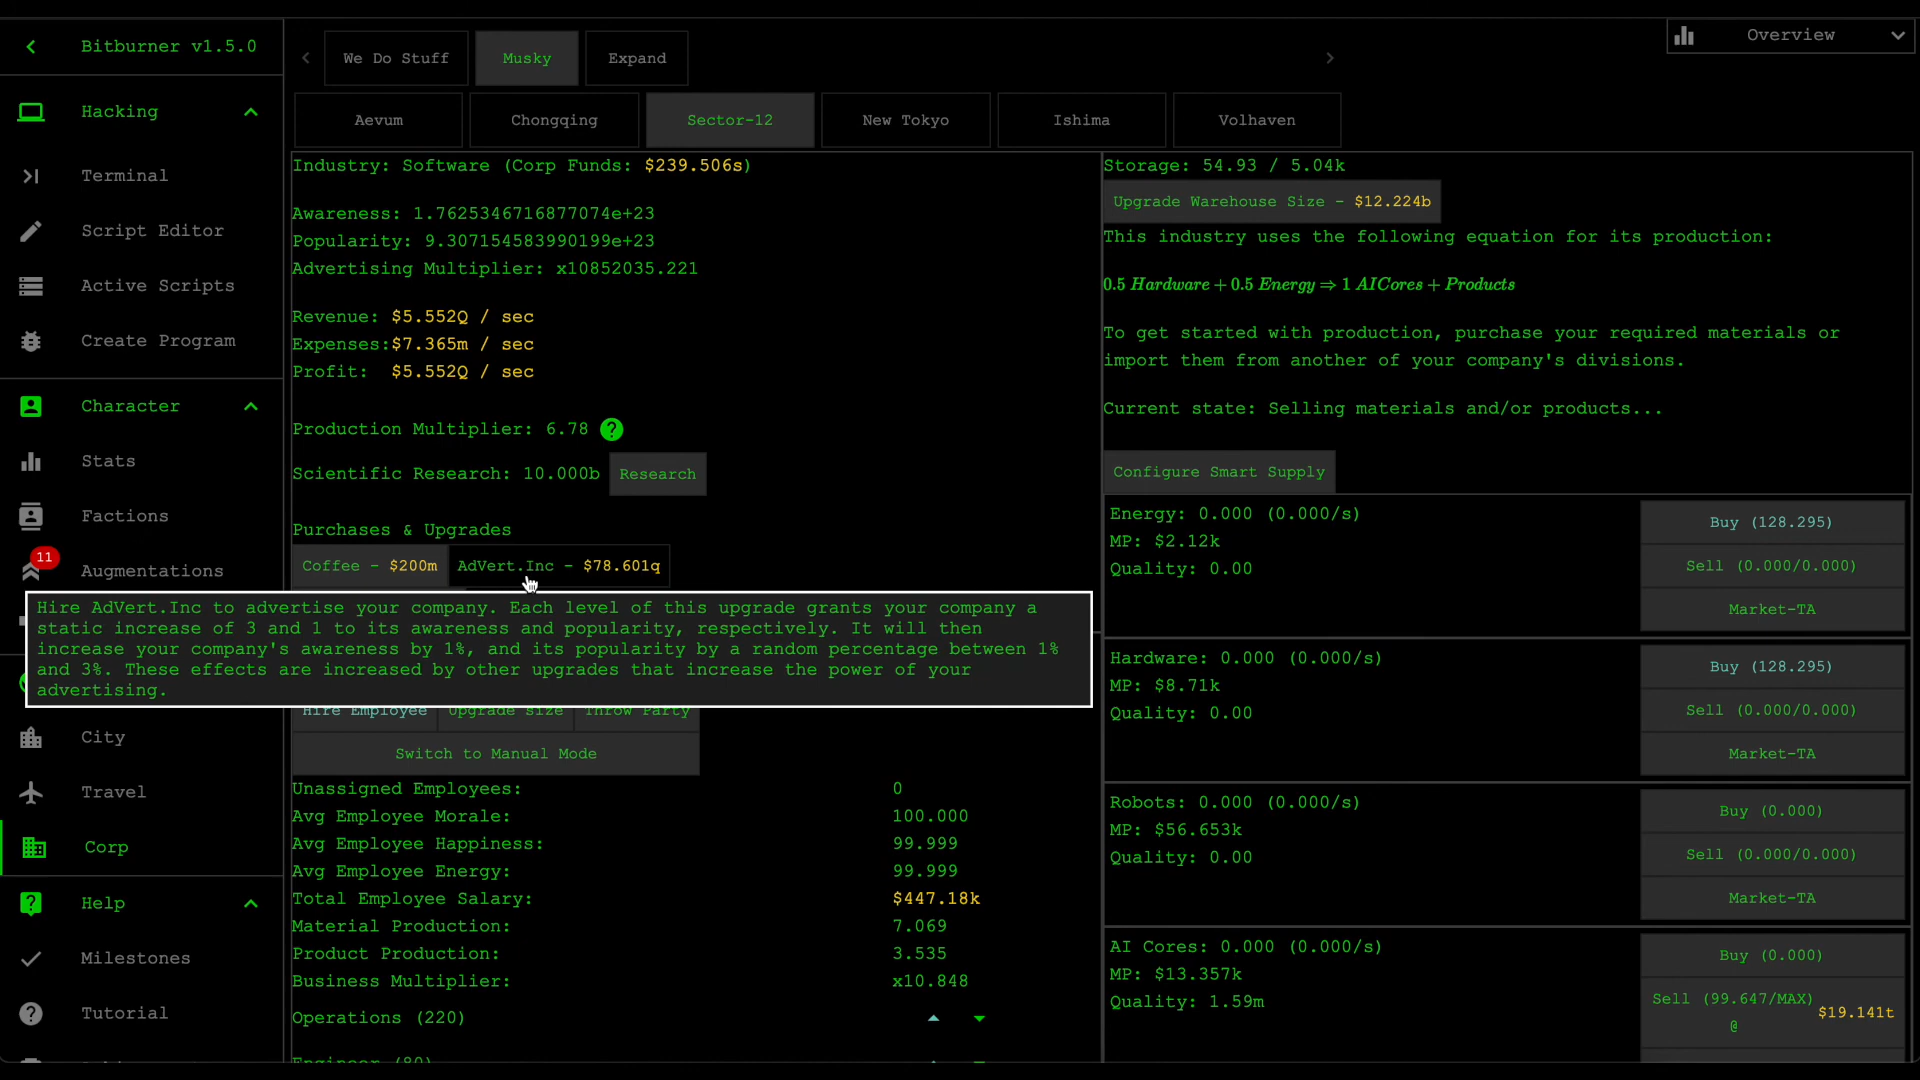 Bitburner v1.5.0
Hacking
Terminal
Script Editor
Active Scripts
Create Program
Character
Stats
Factions
11
Augmentations
City
Travel
Corp
Help
Milestones
Tutorial
We Do Stuff
Musky
Expand
Overview
Aevum
Chongqing
Sector-12
New Tokyo
Ishima
Volhaven
Industry: Software (Corp Funds: $239.506s)
Awareness: 1.7625346716877074e+23
Popularity: 9.307154583990199e+23
Advertising Multiplier: x10852035.221
Revenue: $5.552Q / sec
Expenses:$7.365m / sec
Profit: $5.552Q / sec
Production Multiplier: 6.78 ?
Scientific Research: 10.000b Research
Purchases & Upgrades
Coffee - $200m AdVert.Inc - $78.601q
Hire AdVert.Inc to advertise your company. Each level of this upgrade grants your company a
static increase of 3 and 1 to its awareness and popularity, respectively. It will then
increase your company's awareness by 1%, and its popularity by a random percentage between 1%
and 3%. These effects are increased by other upgrades that increase the power of your
advertising.
Hire Employee Upgrade size Throw Party
Switch to Manual Mode
Unassigned Employees: 0
Avg Employee Morale: 100.000
Avg Employee Happiness: 99.999
Avg Employee Energy: 99.999
Total Employee Salary: $447.18k
Material Production: 7.069
Product Production: 3.535
Business Multiplier: x10.848
Operations (220)
Engineer (80)
Storage: 54.93 / 5.04k
Upgrade Warehouse Size - $12.224b
This industry uses the following equation for its production:
0.5 Hardware + 0.5 Energy ⇒ 1 AICores + Products
To get started with production, purchase your required materials or
import them from another of your company's divisions.
Current state: Selling materials and/or products...
Configure Smart Supply
Energy: 0.000 (0.000/s)
MP: $2.12k
Quality: 0.00
Buy (128.295)
Sell (0.000/0.000)
Market-TA
Hardware: 0.000 (0.000/s)
MP: $8.71k
Quality: 0.00
Buy (128.295)
Sell (0.000/0.000)
Market-TA
Robots: 0.000 (0.000/s)
MP: $56.653k
Quality: 0.00
Buy (0.000)
Sell (0.000/0.000)
Market-TA
AI Cores: 0.000 (0.000/s)
MP: $13.357k
Quality: 1.59m
Buy (0.000)
Sell (99.647/MAX)
@ $19.141t